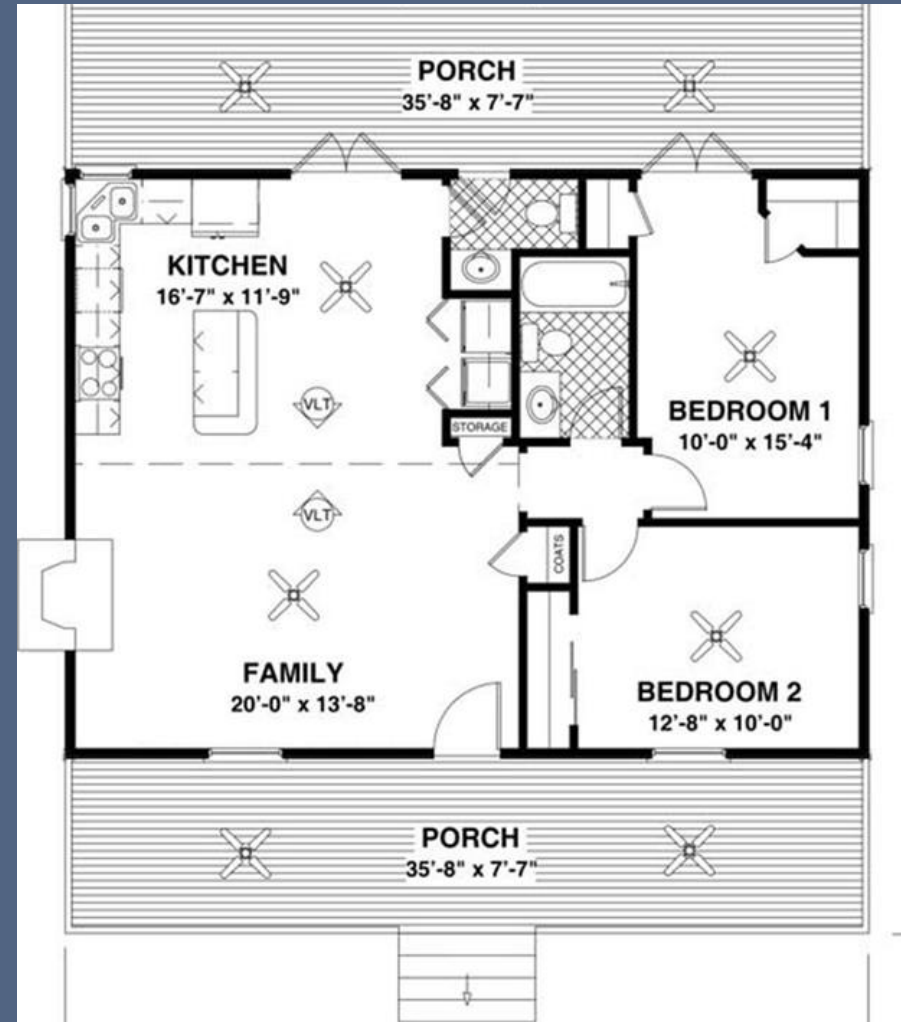 PORCH
35'-8" x 7'-7"
KITCHEN
16'-7" x 11'-9"
VLT
STORAGE
BEDROOM 1
10'-0" x 15'-4"
VLT
COATS
FAMILY
20'-0" x 13'-8"
BEDROOM 2
12'-8" x 10'-0"
PORCH
35'-8" x 7'-7"